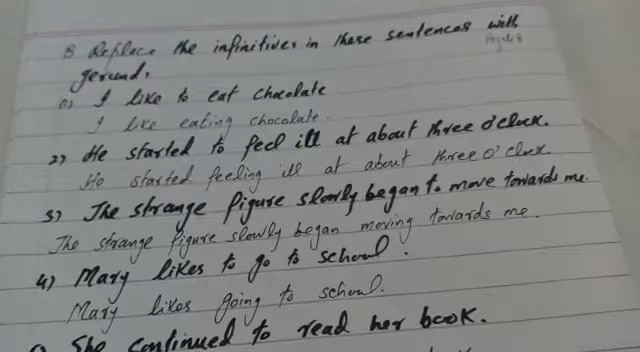 B Replace the infinitives in these sentences with
gerund.
1) I like to eat chocolate
I like eating chocolate.
2) He started to feel ill at about three o'clock.
He started feeling ill at about three o'clock
3) The strange figure slowly began to move towards me.
The strange figure slowly began moving towards me.
4) Mary likes to go to school.
Mary likes going to school.
She continued to read her book.